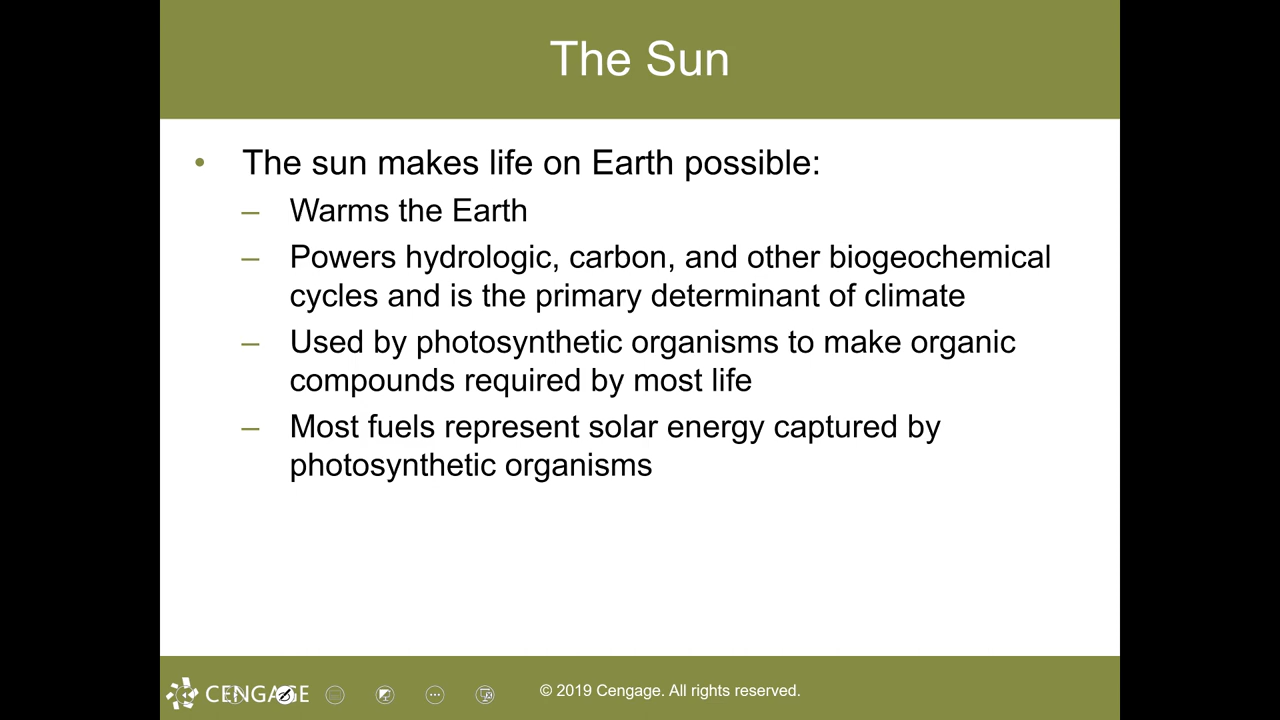 The Sun
• The sun makes life on Earth possible:
– Warms the Earth
– Powers hydrologic, carbon, and other biogeochemical
cycles and is the primary determinant of climate
– Used by photosynthetic organisms to make organic
compounds required by most life
– Most fuels represent solar energy captured by
photosynthetic organisms
CENGAGE
© 2019 Cengage. All rights reserved.